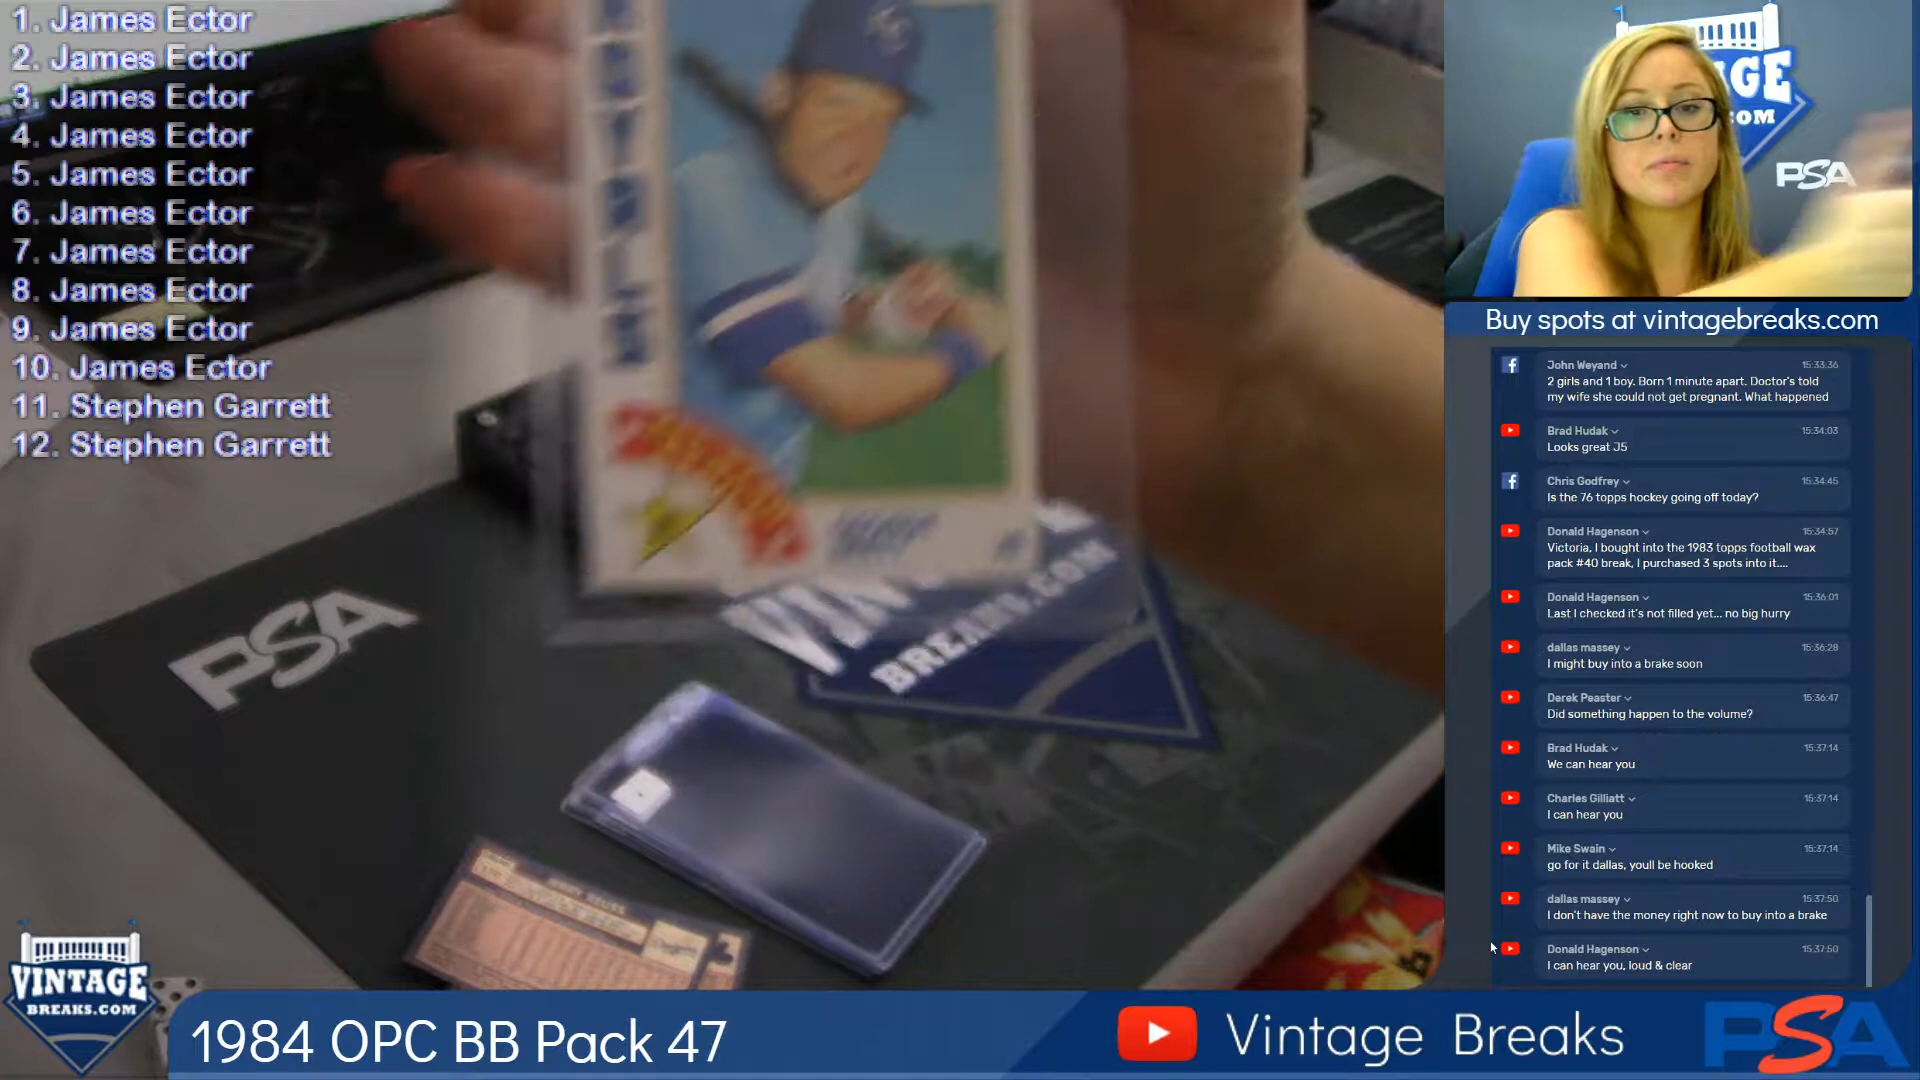 1. James Ector
2. James Ector
3. James Ector
4. James Ector
5. James Ector
6. James Ector
7. James Ector
8. James Ector
9. James Ector
10. James Ector
11. Stephen Garrett
12. Stephen Garrett
PSA
BREAKS.COM
VINTAGE
BREAKS.COM
1984 OPC BB Pack 47
Vintage Breaks
PSA
PSA
Buy spots at vintagebreaks.com
John Weyand 15:33:36
2 girls and 1 boy. Born 1 minute apart. Doctor's told
my wife she could not get pregnant. What happened
Brad Hudak 15:34:03
Looks great J5
Chris Godfrey 15:34:45
Is the 76 topps hockey going off today?
Donald Hagenson 15:34:57
Victoria, I bought into the 1983 topps football wax
pack #40 break, I purchased 3 spots into it....
Donald Hagenson 15:36:01
Last I checked it's not filled yet... no big hurry
dallas massey 15:36:28
I might buy into a brake soon
Derek Peaster 15:36:47
Did something happen to the volume?
Brad Hudak 15:37:14
We can hear you
Charles Gilliatt 15:37:14
I can hear you
Mike Swain 15:37:14
go for it dallas, youll be hooked
dallas massey 15:37:50
I don't have the money right now to buy into a brake
Donald Hagenson 15:37:50
I can hear you, loud & clear